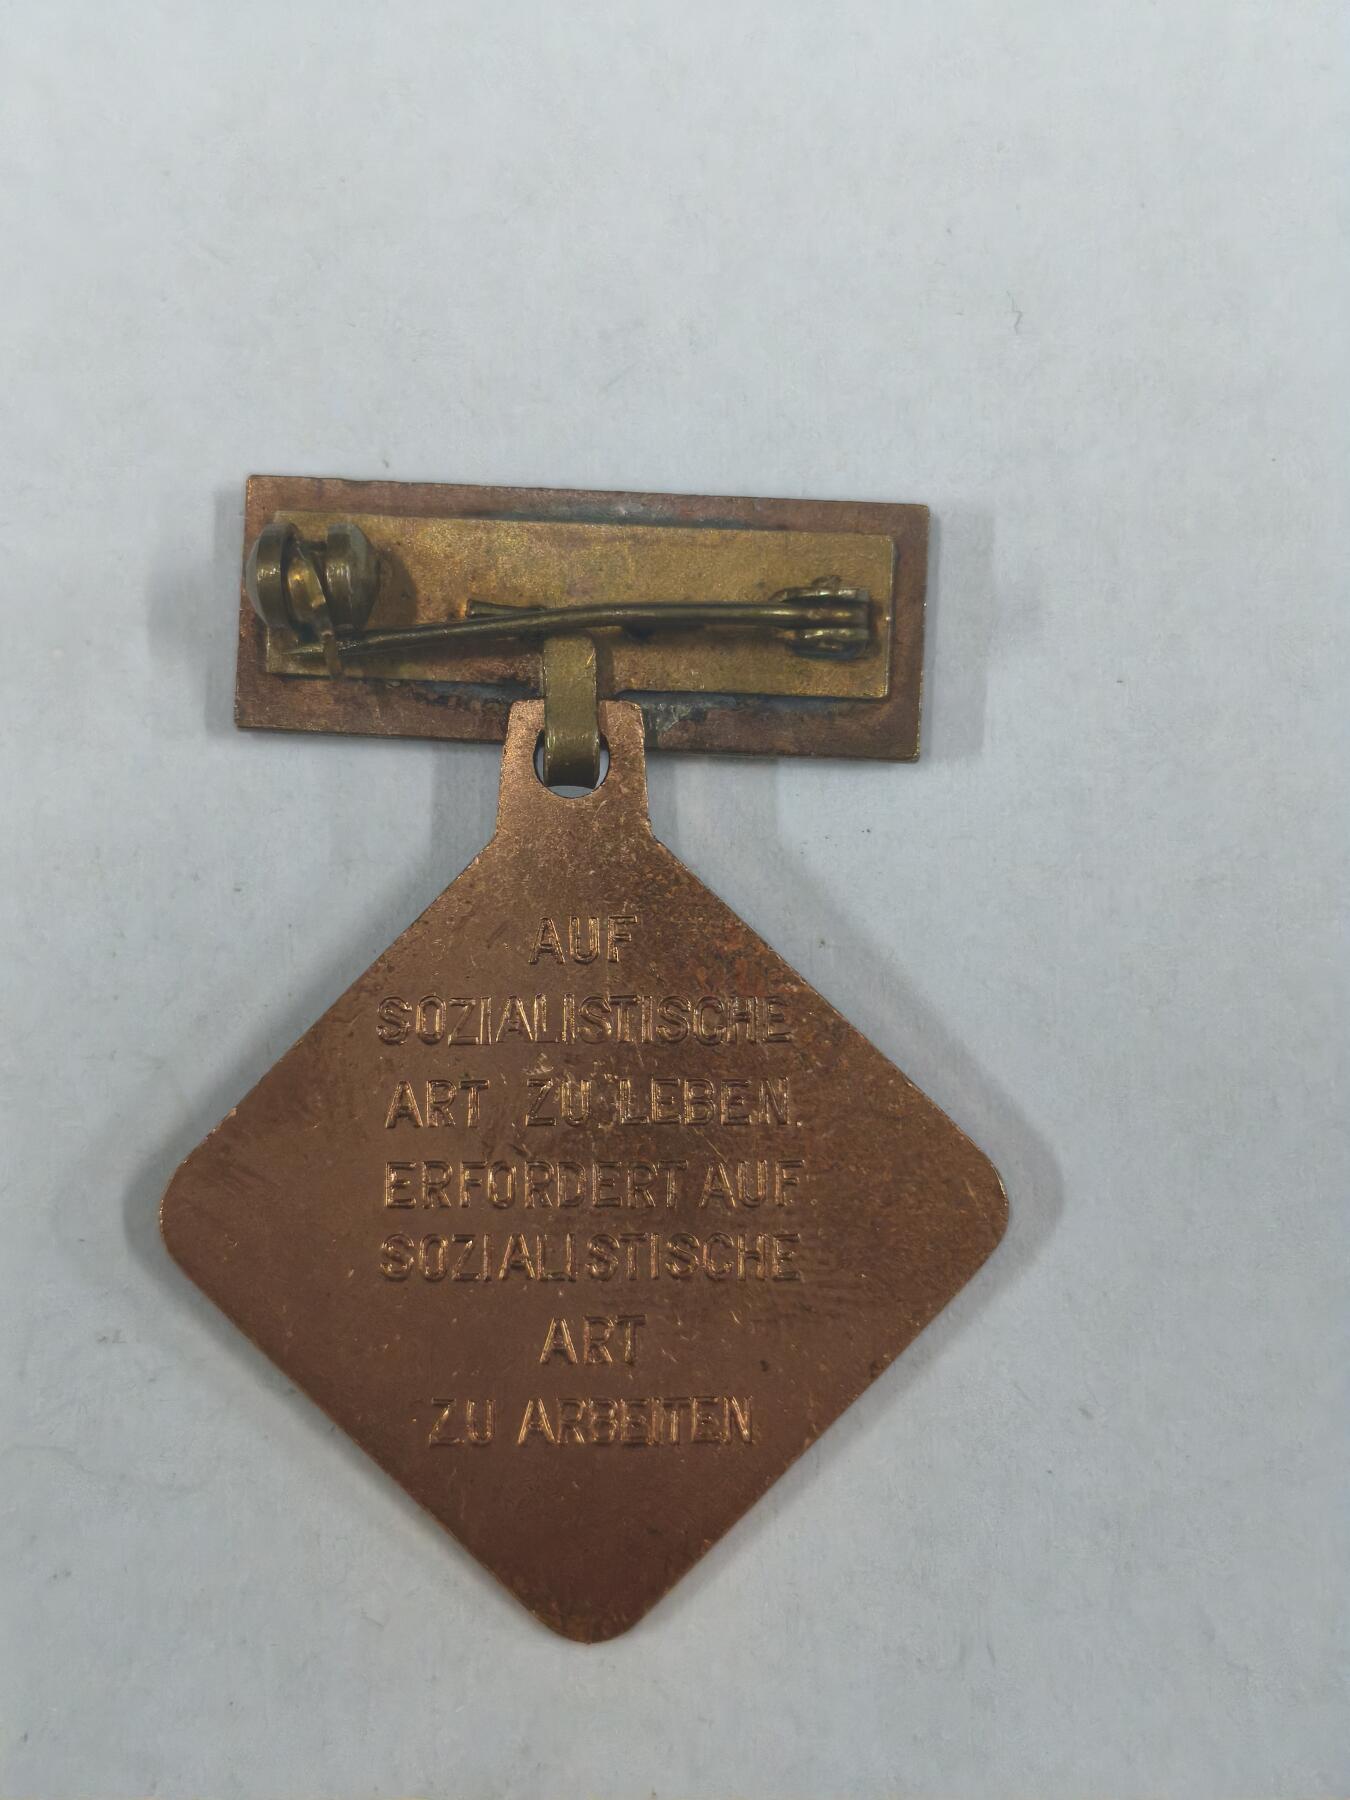 AUF
SOZIALISTISCHE
ART ZU LEBEN.
ERFORDERT AUF
SOZIALISTISCHE
ART
ZU ARBEITEN